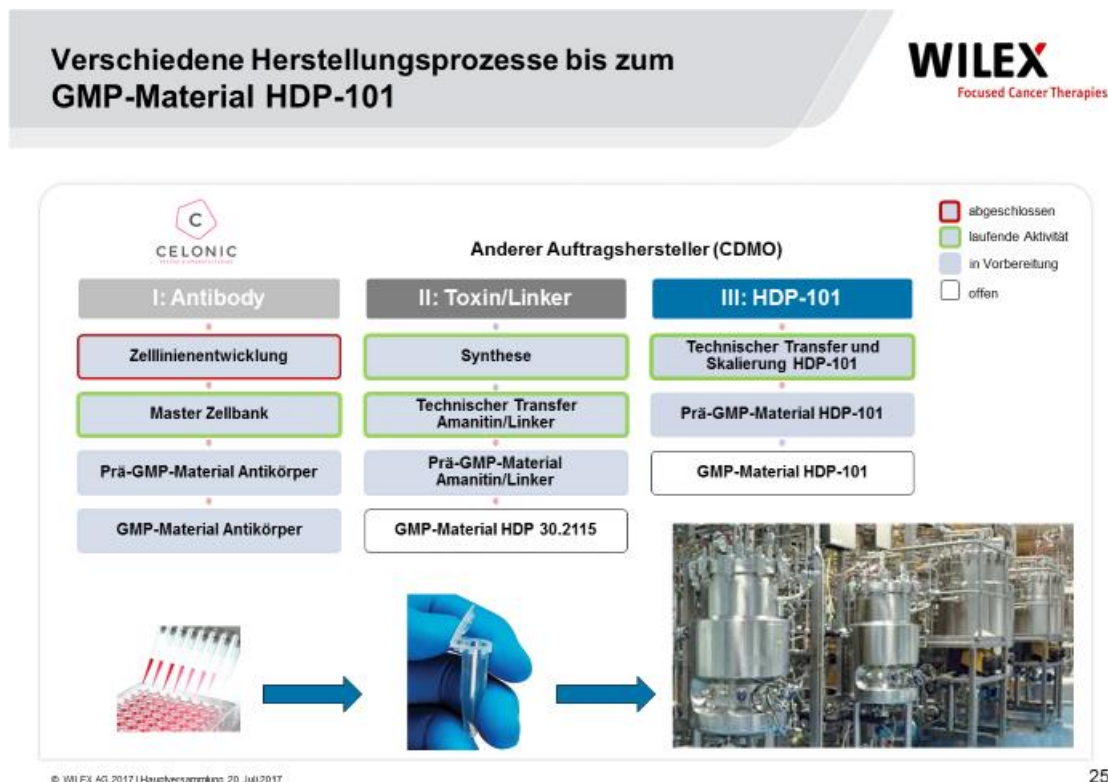 Verschiedene Herstellungsprozesse bis zum
GMP-Material HDP-101
WILEX
Focused Cancer Therapies
C
CELONIC
Anderer Auftragshersteller (CDMO)
abgeschlossen
laufende Aktivität
in Vorbereitung
offen
I: Antibody
Zelllinienentwicklung
Master Zellbank
Prä-GMP-Material Antikörper
GMP-Material Antikörper
II: Toxin/Linker
Synthese
Technischer Transfer
Amanitin/Linker
Prä-GMP-Material
Amanitin/Linker
GMP-Material HDP 30.2115
III: HDP-101
Technischer Transfer und
Skalierung HDP-101
Prä-GMP-Material HDP-101
GMP-Material HDP-101
© WILEX AG 2017 | Hauptversammlung, 20. Juli 2017
25